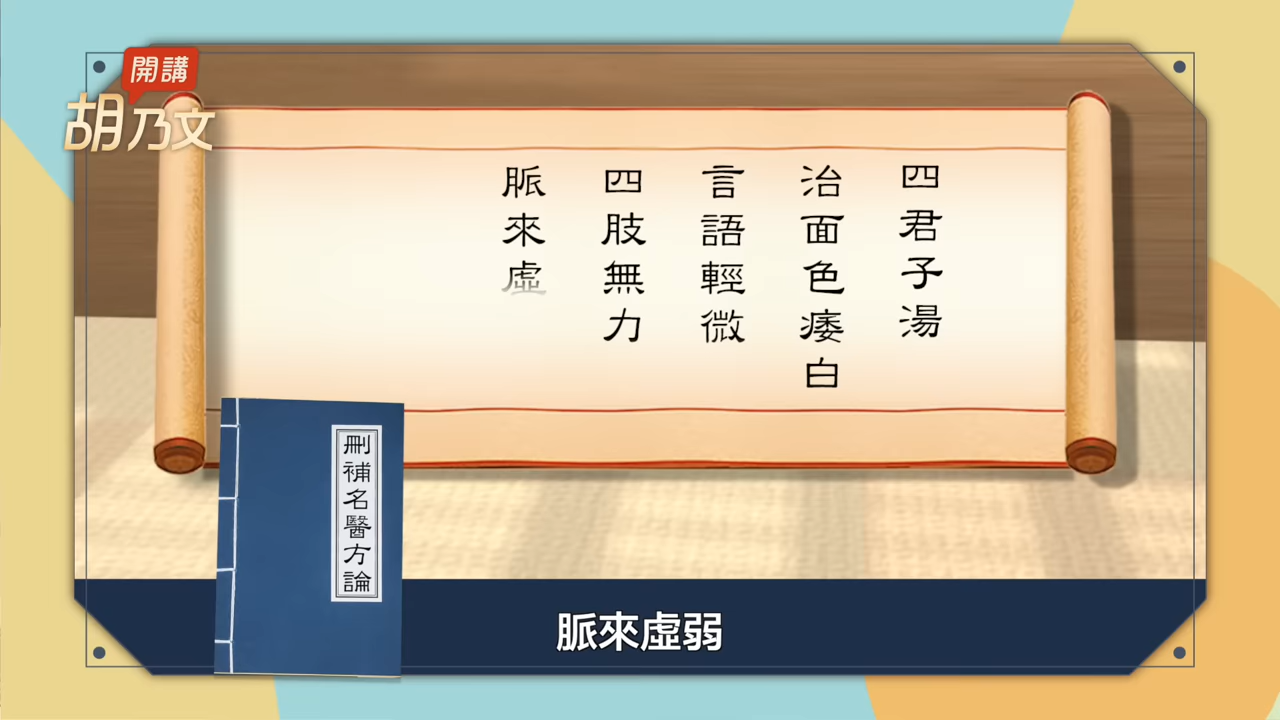 開講
胡乃文
四君子湯
治面色痿白
言語輕微
四肢無力
脈來虛
刪補名醫方論
脈來虛弱